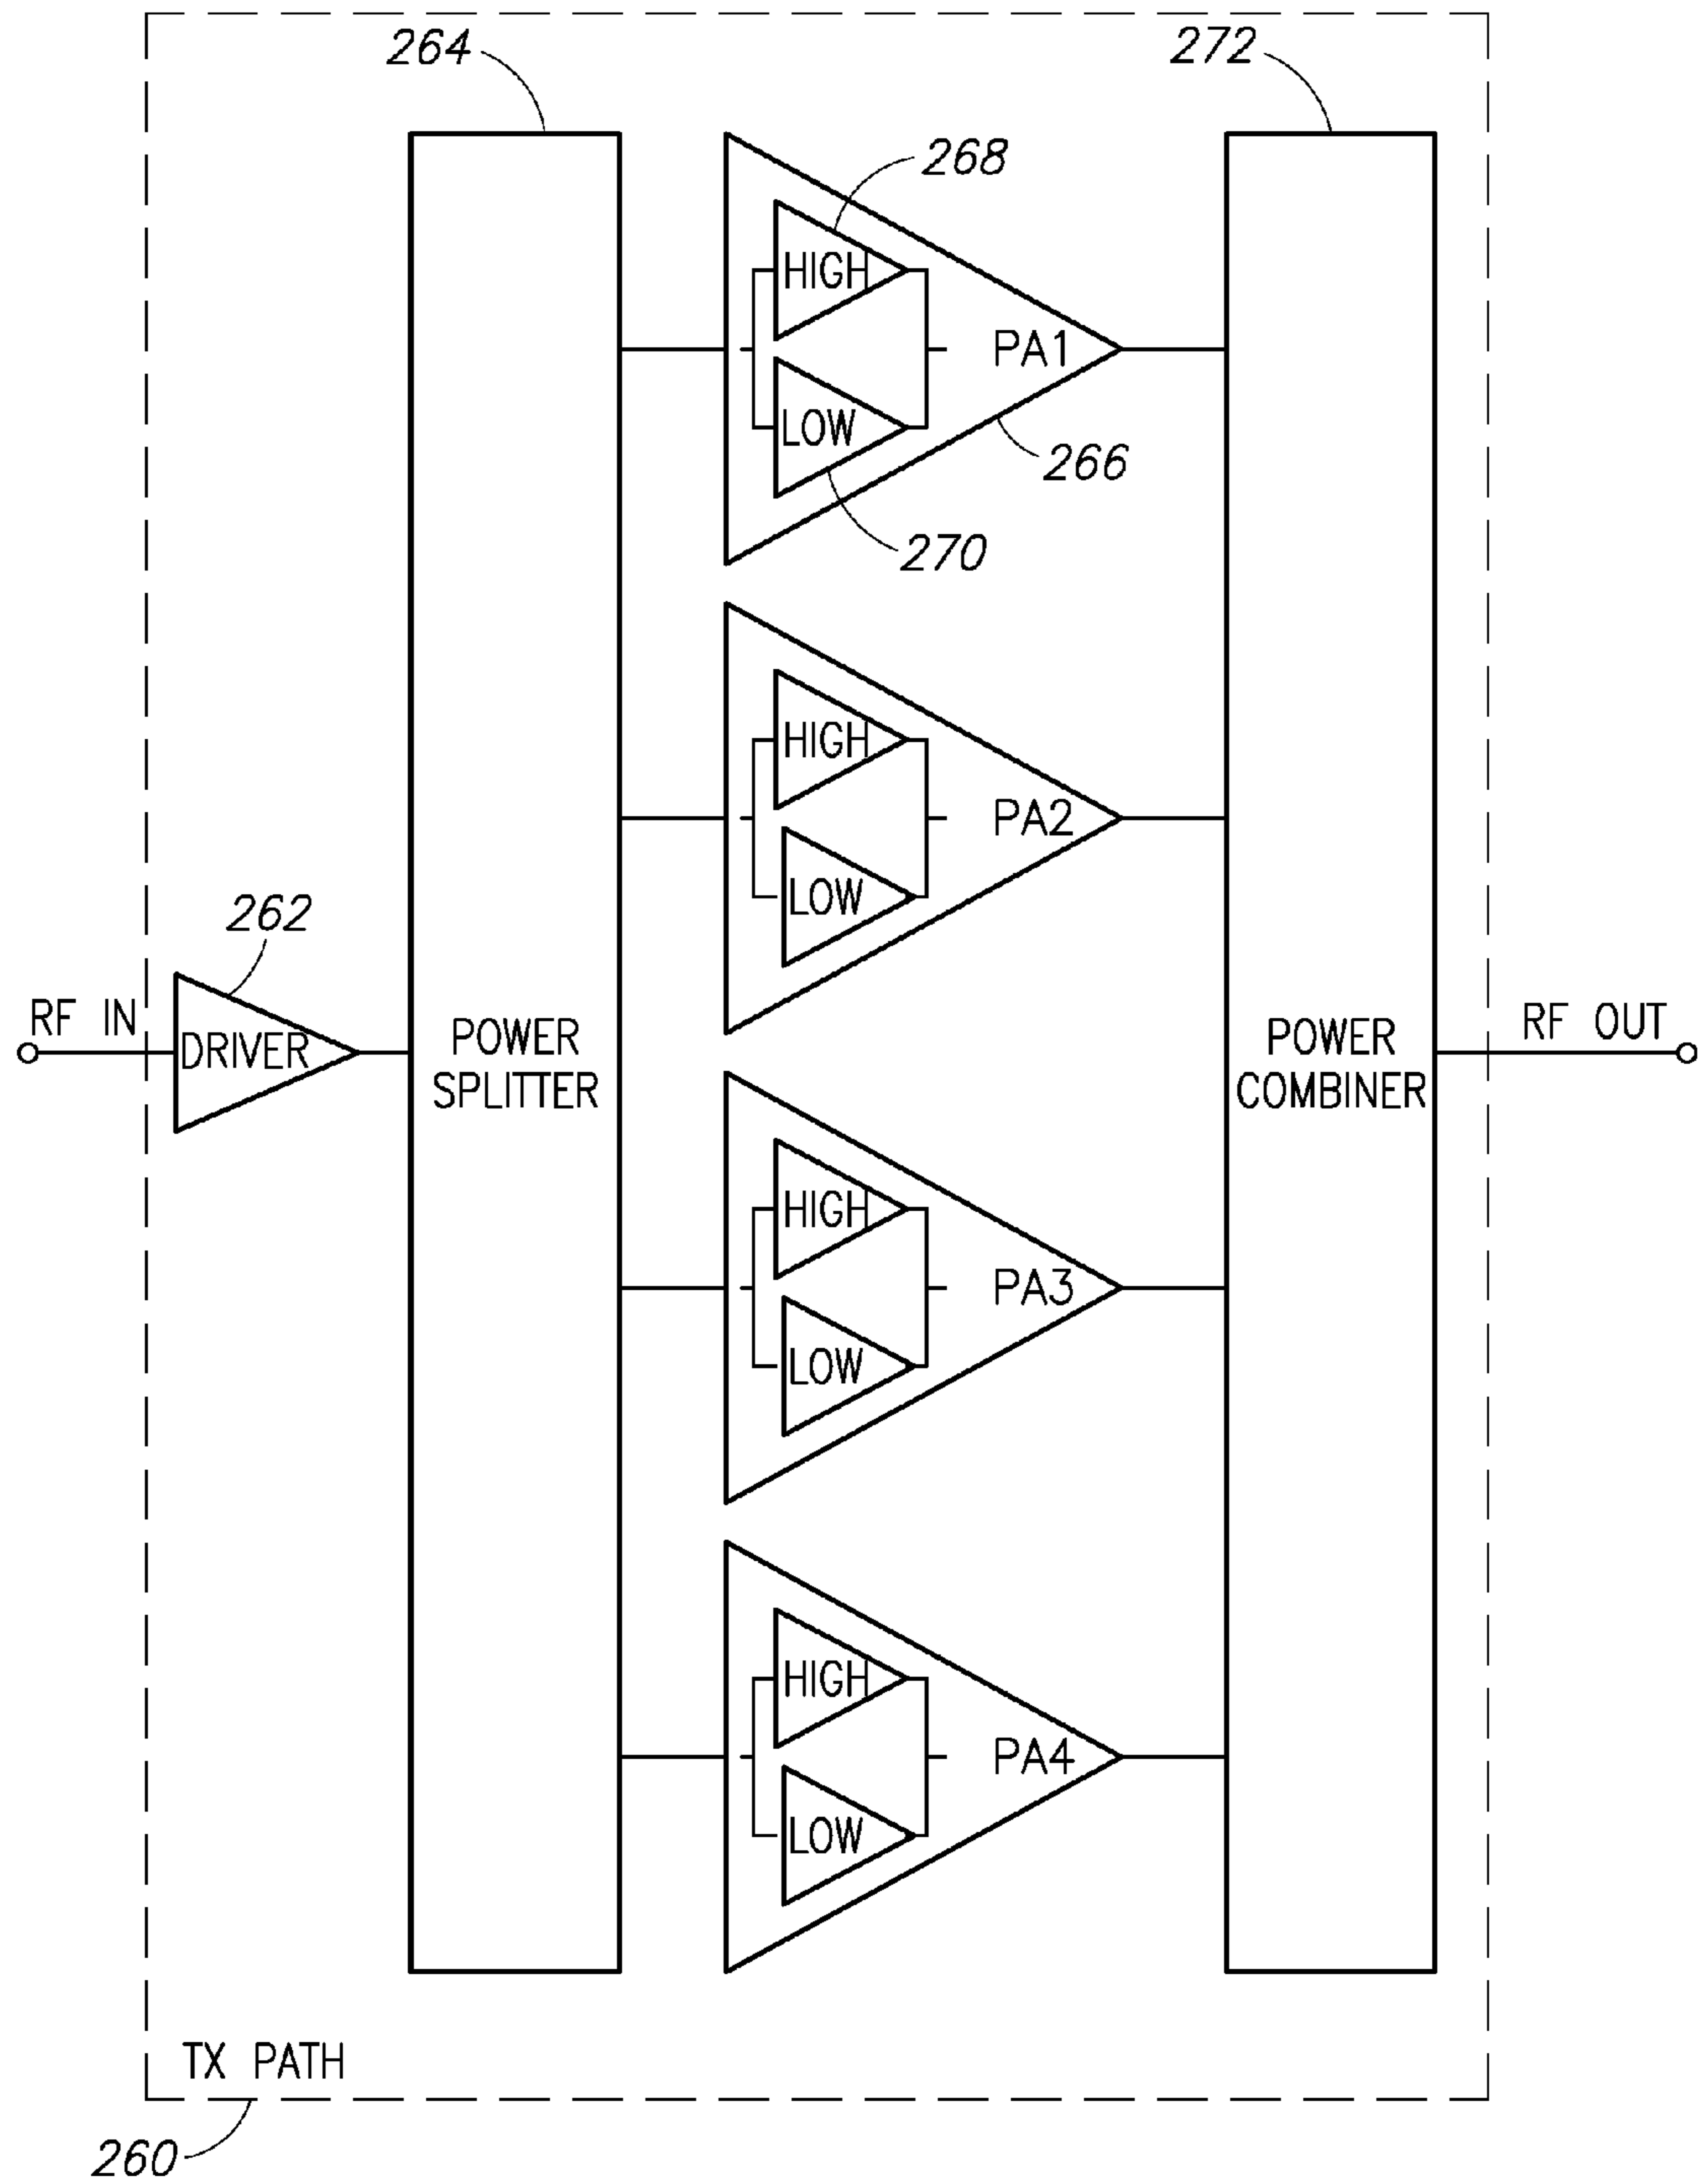 264
272
268
HIGH
PA1
LOW
266
270
HIGH
PA2
LOW
262
RF IN
DRIVER
POWER
SPLITTER
POWER
COMBINER
RF OUT
HIGH
PA3
LOW
HIGH
PA4
LOW
TX PATH
260